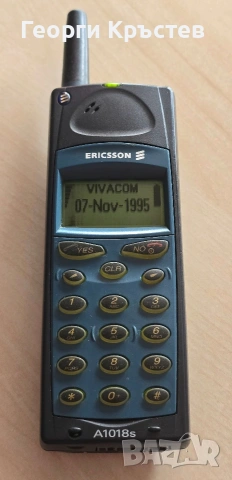 Георги Кръстев
ERICSSON
VIVACOM
07-Nov-1995
YES NO
CLR
1 2 3
4 5 6
7 8 9
* 0+ #
A1018s
bazar